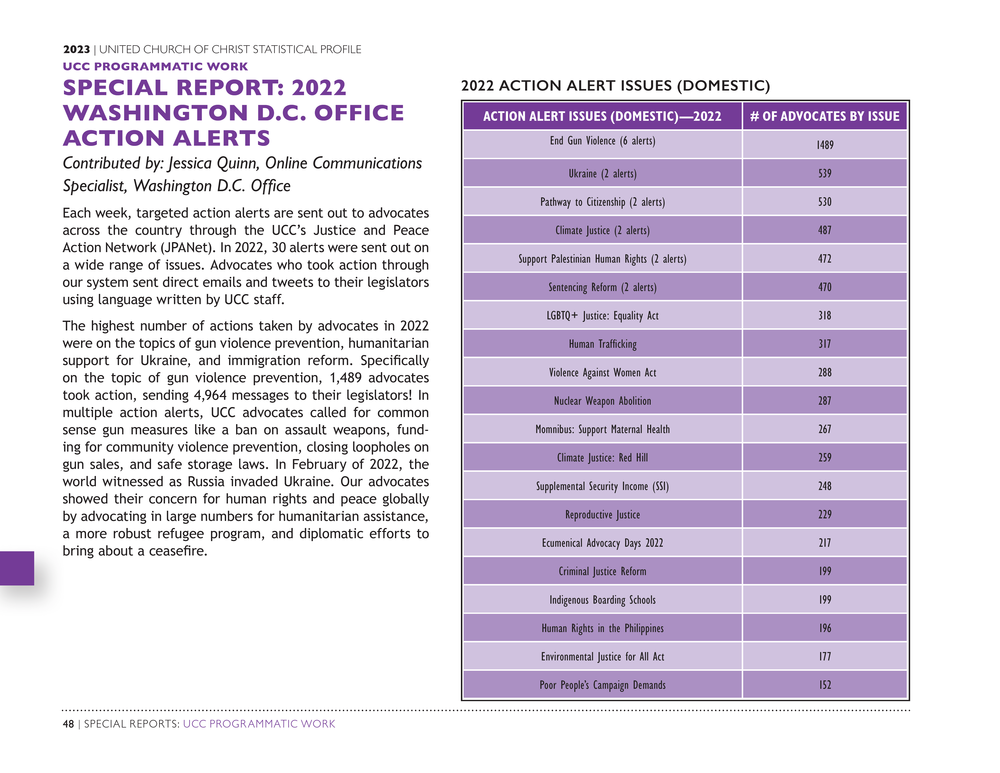 2023 | UNITED CHURCH OF CHRIST STATISTICAL PROFILE
UCC PROGRAMMATIC WORK
SPECIAL REPORT: 2022
WASHINGTON D.C. OFFICE
ACTION ALERTS
Contributed by: Jessica Quinn, Online Communications
Specialist, Washington D.C. Office
Each week, targeted action alerts are sent out to advocates
across the country through the UCC’s Justice and Peace
Action Network (JPANet). In 2022, 30 alerts were sent out on
a wide range of issues. Advocates who took action through
our system sent direct emails and tweets to their legislators
using language written by UCC staff.
The highest number of actions taken by advocates in 2022
were on the topics of gun violence prevention, humanitarian
support for Ukraine, and immigration reform. Specifically
on the topic of gun violence prevention, 1,489 advocates
took action, sending 4,964 messages to their legislators! In
multiple action alerts, UCC advocates called for common
sense gun measures like a ban on assault weapons, fund-
ing for community violence prevention, closing loopholes on
gun sales, and safe storage laws. In February of 2022, the
world witnessed as Russia invaded Ukraine. Our advocates
showed their concern for human rights and peace globally
by advocating in large numbers for humanitarian assistance,
a more robust refugee program, and diplomatic efforts to
bring about a ceasefire.
2022 ACTION ALERT ISSUES (DOMESTIC)
ACTION ALERT ISSUES (DOMESTIC)—2022 # OF ADVOCATES BY ISSUE
End Gun Violence (6 alerts) 1489
Ukraine (2 alerts) 539
Pathway to Citizenship (2 alerts) 530
Climate Justice (2 alerts) 487
Support Palestinian Human Rights (2 alerts) 472
Sentencing Reform (2 alerts) 470
LGBTQ+ Justice: Equality Act 318
Human Trafficking 317
Violence Against Women Act 288
Nuclear Weapon Abolition 287
Momnibus: Support Maternal Health 267
Climate Justice: Red Hill 259
Supplemental Security Income (SSI) 248
Reproductive Justice 229
Ecumenical Advocacy Days 2022 217
Criminal Justice Reform 199
Indigenous Boarding Schools 199
Human Rights in the Philippines 196
Environmental Justice for All Act 177
Poor People’s Campaign Demands 152
48 | SPECIAL REPORTS: UCC PROGRAMMATIC WORK